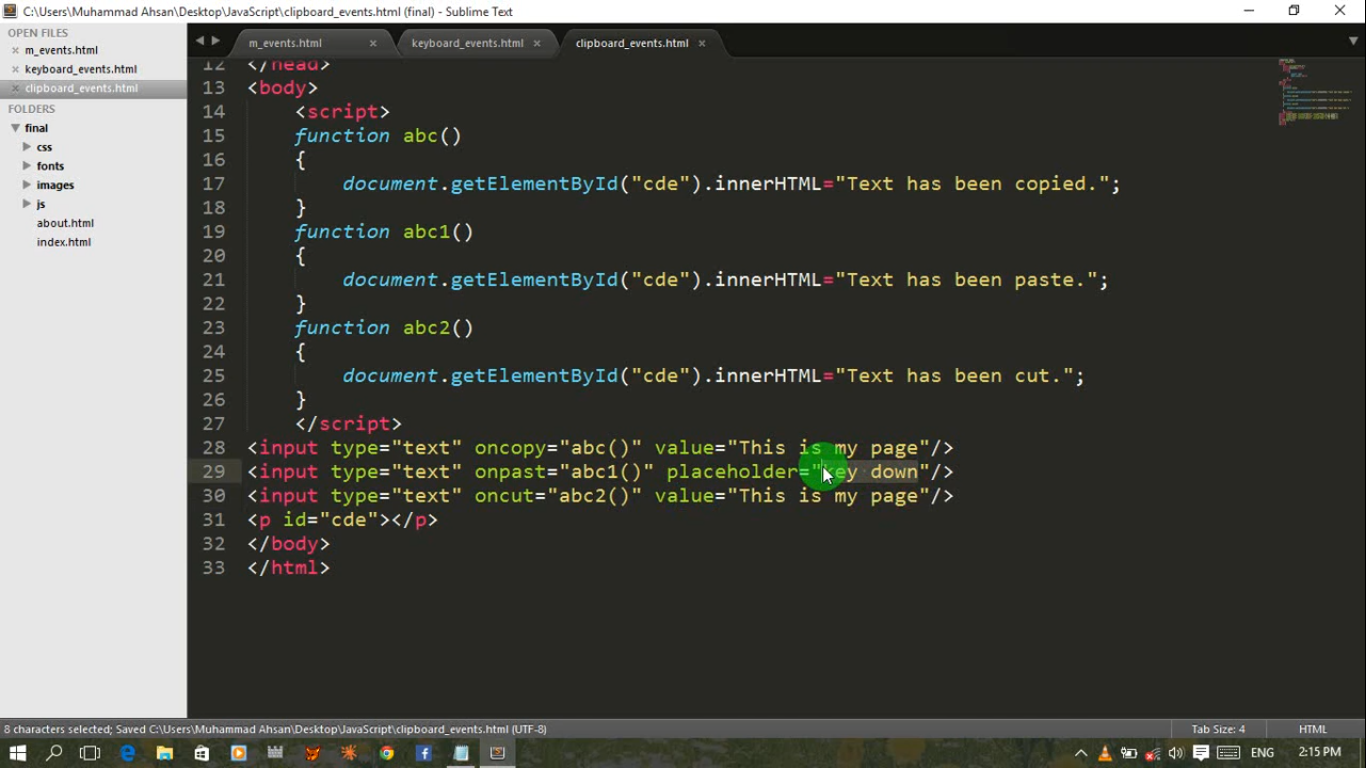 C:\Users\Muhammad Ahsan\Desktop\JavaScript\clipboard_events.html (final) - Sublime Text
OPEN FILES
m_events.html
keyboard_events.html
clipboard_events.html
FOLDERS
final
css
fonts
images
js
about.html
index.html
m_events.html
keyboard_events.html
clipboard_events.html
12 </head>
13 <body>
14 <script>
15 function abc()
16 {
17 document.getElementById("cde").innerHTML="Text has been copied.";
18 }
19 function abc1()
20 {
21 document.getElementById("cde").innerHTML="Text has been paste.";
22 }
23 function abc2()
24 {
25 document.getElementById("cde").innerHTML="Text has been cut.";
26 }
27 </script>
28 <input type="text" oncopy="abc()" value="This is my page"/>
29 <input type="text" onpast="abc1()" placeholder="key down"/>
30 <input type="text" oncut="abc2()" value="This is my page"/>
31 <p id="cde"></p>
32 </body>
33 </html>
8 characters selected; Saved C:\Users\Muhammad Ahsan\Desktop\JavaScript\clipboard_events.html (UTF-8)
Tab Size: 4
HTML
ENG
2:15 PM